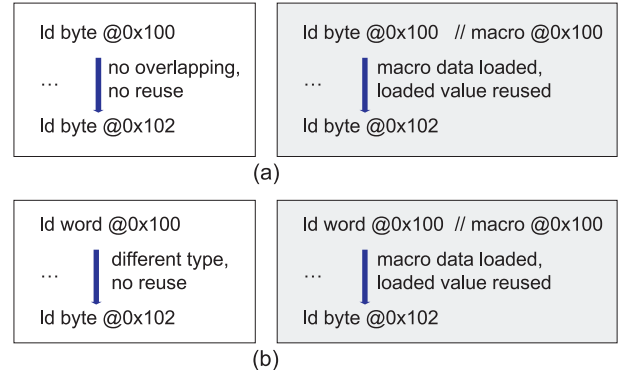 ld byte @0x100
… no overlapping,
no reuse
ld byte @0x102
ld byte @0x100 // macro @0x100
… macro data loaded,
loaded value reused
ld byte @0x102
(a)
ld word @0x100
… different type,
no reuse
ld byte @0x102
ld word @0x100 // macro @0x100
… macro data loaded,
loaded value reused
ld byte @0x102
(b)